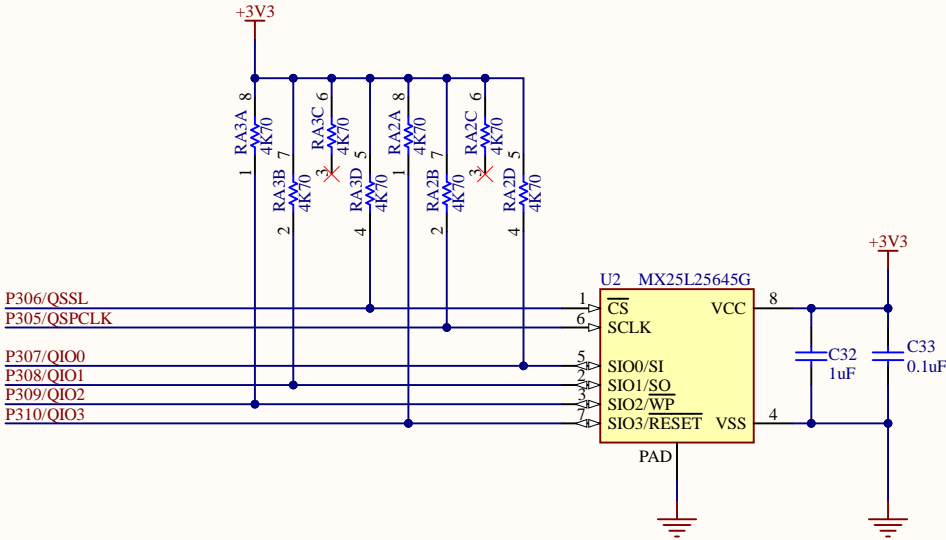 +3V3
8
RA3A
4K70
1
7
RA3B
4K70
2
6
RA3C
4K70
3
5
RA3D
4K70
4
8
RA2A
4K70
1
7
RA2B
4K70
2
6
RA2C
4K70
3
5
RA2D
4K70
4
+3V3
U2 MX25L25645G
P306/QSSL 1 CS VCC 8
P305/QSPCLK 6 SCLK
C32
1uF
C33
0.1uF
P307/QIO0 5 SIO0/SI
P308/QIO1 2 SIO1/SO
P309/QIO2 3 SIO2/WP
P310/QIO3 7 SIO3/RESET VSS 4
PAD